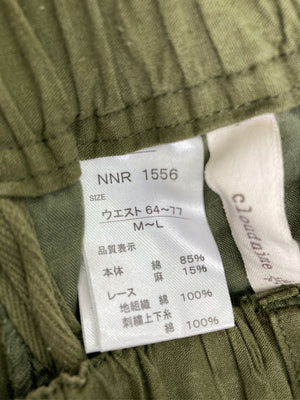 NNR 1556
SIZE
ウエスト 64〜77
M〜L
品質表示
本体 綿 85%
麻 15%
レース
地組織 綿 100%
刺繍上下糸
綿 100%